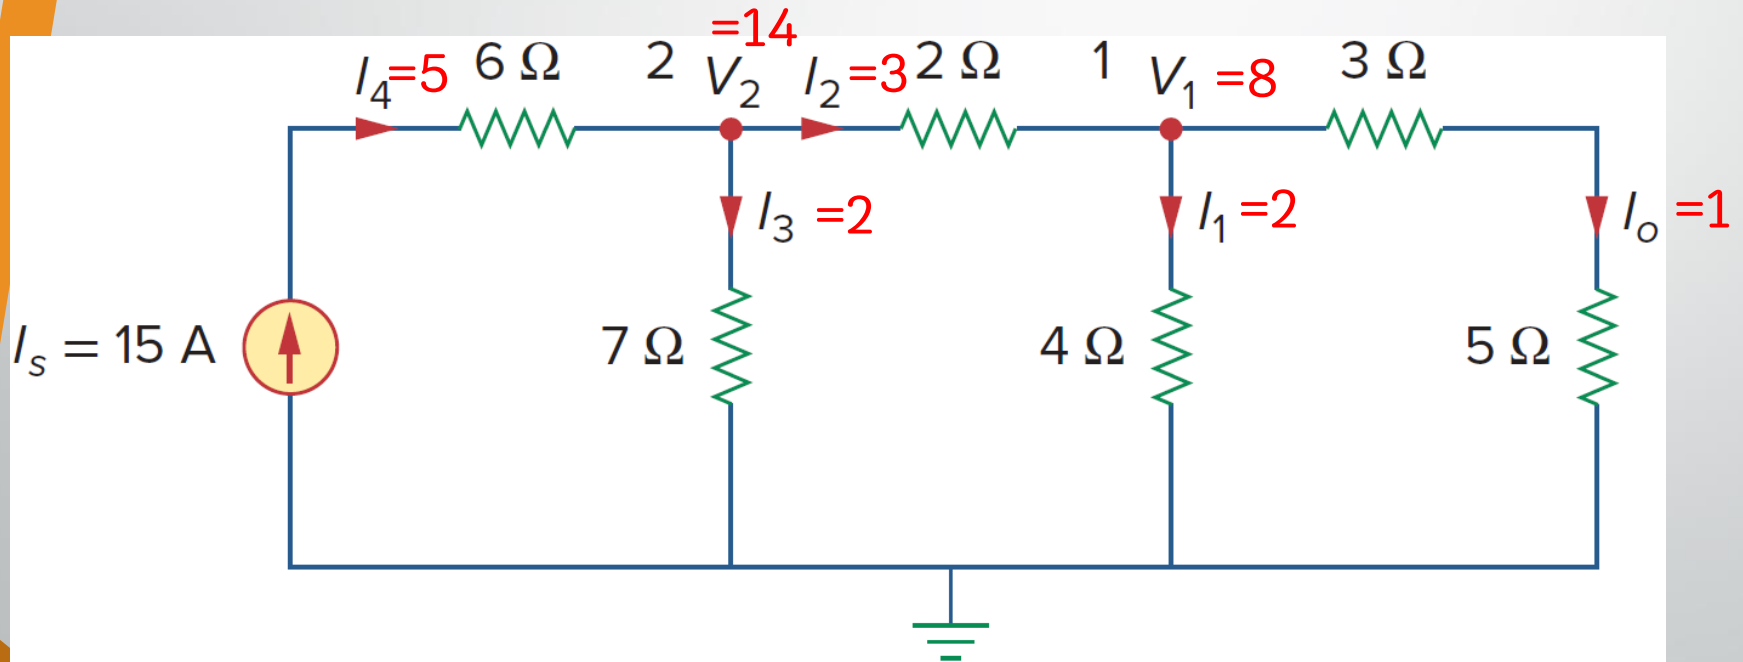 =14
I4=5 6 Ω 2 V2 I2=3 2 Ω 1 V1 =8 3 Ω
I3 =2 I1 =2 Io =1
Is = 15 A 7 Ω 4 Ω 5 Ω